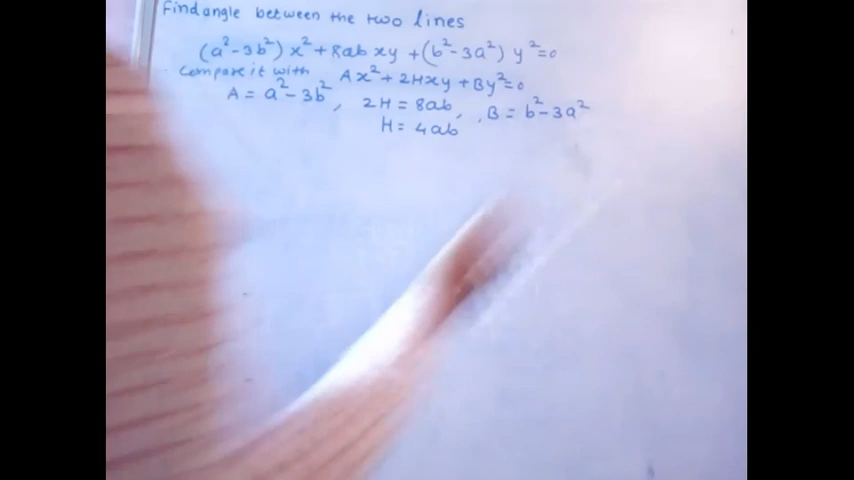 Find angle between the two lines
(a²-3b²) x² + 8ab xy + (b²-3a²) y² = 0
Compare it with Ax² + 2Hxy + By² = 0
A = a² - 3b², 2H = 8ab, B = b² - 3a²
H = 4ab